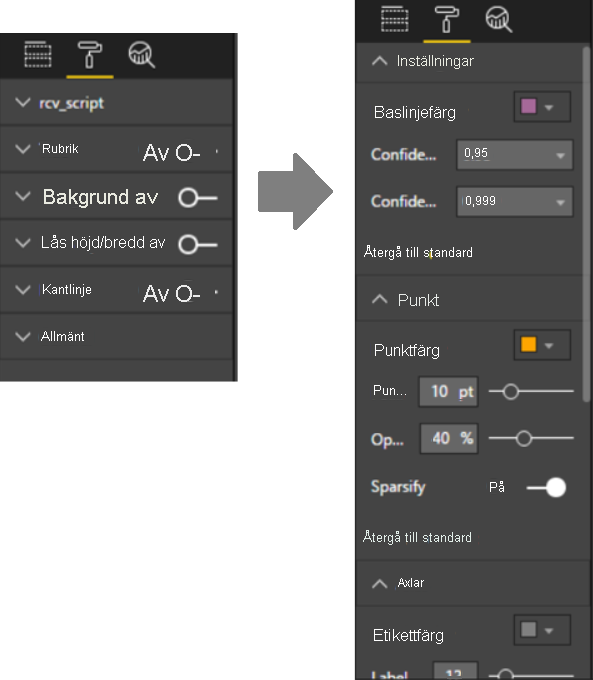 rcv_script
Rubrik Av O-
Bakgrund av
Lås höjd/bredd av
Kantlinje Av O-
Allmänt
Inställningar
Baslinjefärg
Confide... 0,95
Confide... 0,999
Återgå till standard
Punkt
Punktfärg
Pun... 10 pt
Op... 40 %
Sparsify På
Återgå till standard
Axlar
Etikettfärg
Label 12